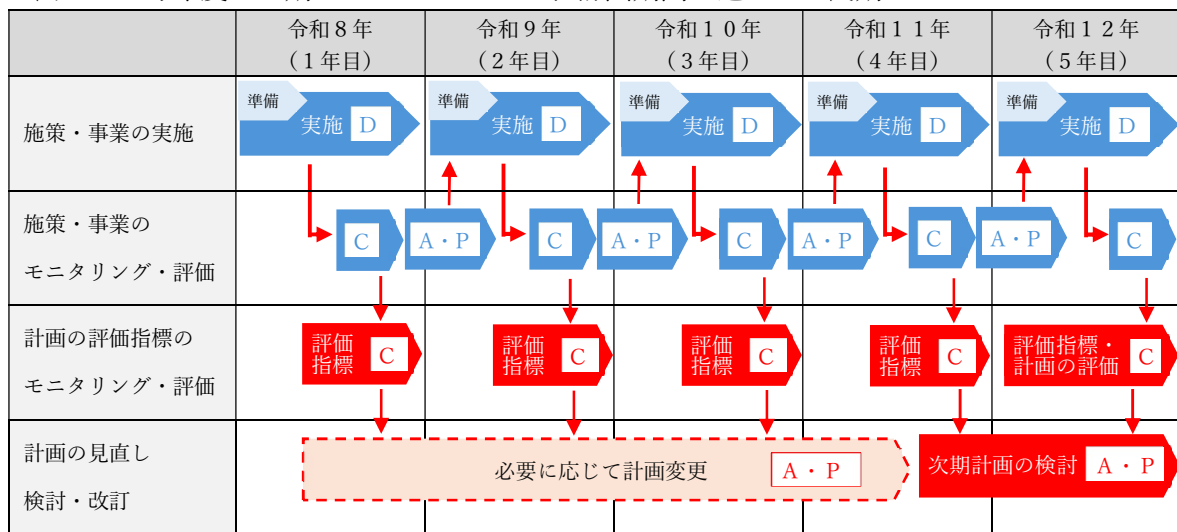 令和８年
（１年目）
令和９年
（２年目）
令和１０年
（３年目）
令和１１年
（４年目）
令和１２年
（５年目）
施策・事業の実施
準備
実施 D
準備
実施 D
準備
実施 D
準備
実施 D
準備
実施 D
施策・事業の
モニタリング・評価
C
A・P
C
A・P
C
A・P
C
A・P
C
計画の評価指標の
モニタリング・評価
評価
指標
C
評価
指標
C
評価
指標
C
評価
指標
C
評価指標・
計画の評価
C
計画の見直し
検討・改訂
必要に応じて計画変更
A・P
次期計画の検討
A・P